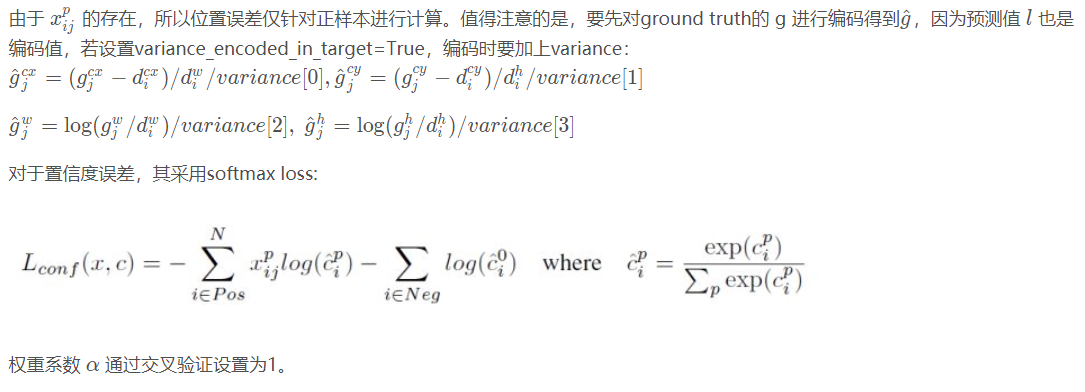 由于 $x_{ij}^{p}$ 的存在，所以位置误差仅针对正样本进行计算。值得注意的是，要先对ground truth的 g 进行编码得到$\hat{g}$，因为预测值 $l$ 也是
编码值，若设置variance_encoded_in_target=True，编码时要加上variance：
$\hat{g}_j^{cx} = (g_j^{cx} - d_i^{cx})/d_i^w/variance[0], \hat{g}_j^{cy} = (g_j^{cy} - d_i^{cy})/d_i^h/variance[1]$
$\hat{g}_j^{w} = \log(g_j^{w}/d_i^w)/variance[2],\ \hat{g}_j^{h} = \log(g_j^{h}/d_i^h)/variance[3]$
对于置信度误差，其采用softmax loss:
$L_{conf}(x, c) = -\sum_{i \in Pos}^{N} x_{ij}^{p} log(\hat{c}_i^{p}) - \sum_{i \in Neg} log(\hat{c}_i^{0}) \quad \text{where} \quad \hat{c}_i^{p} = \frac{\exp(c_i^{p})}{\sum_p \exp(c_i^{p})}$
权重系数 $\alpha$ 通过交叉验证设置为1。